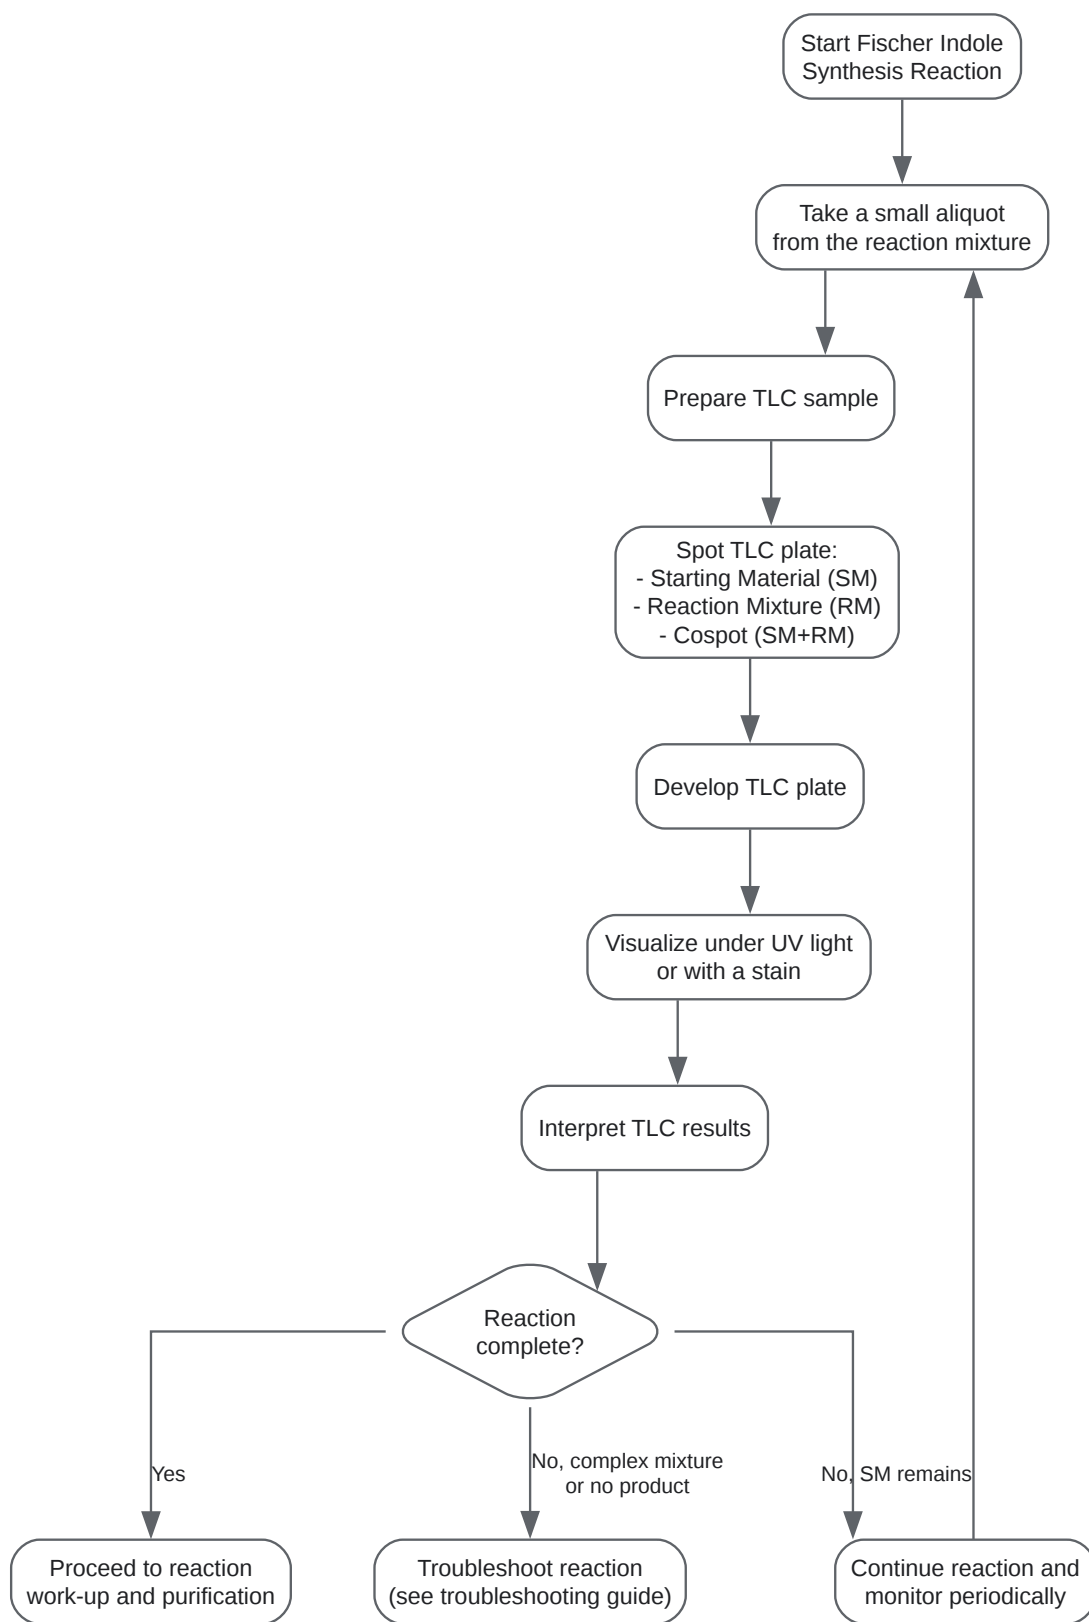 Start Fischer Indole
Synthesis Reaction
Take a small aliquot
from the reaction mixture
Prepare TLC sample
Spot TLC plate:
- Starting Material (SM)
- Reaction Mixture (RM)
- Cospot (SM+RM)
Develop TLC plate
Visualize under UV light
or with a stain
Interpret TLC results
Reaction
complete?
Yes
No, complex mixture
or no product
No, SM remains
Proceed to reaction
work-up and purification
Troubleshoot reaction
(see troubleshooting guide)
Continue reaction and
monitor periodically